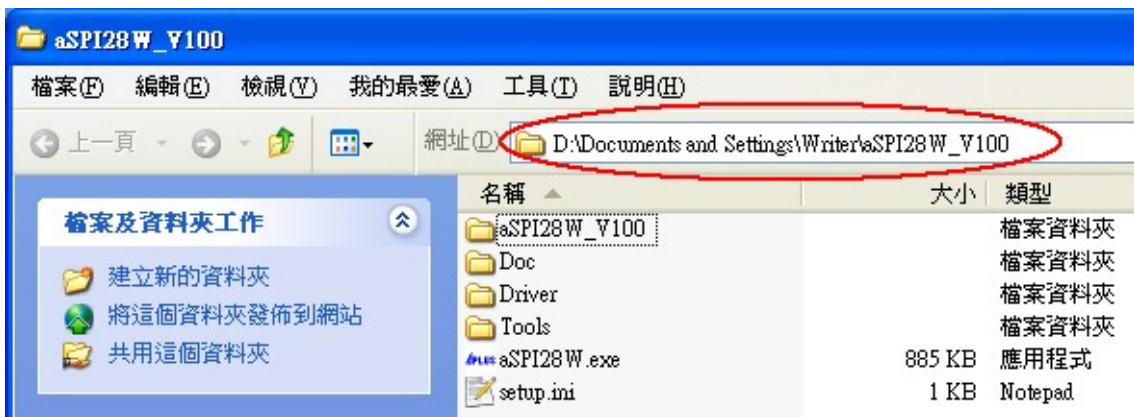 aSPI28W_V100
檔案(F) 編輯(E) 檢視(V) 我的最愛(A) 工具(T) 說明(H)
上一頁 網址(D) D:\Documents and Settings\Writer\aSPI28W_V100
名稱 大小 類型
檔案及資料夾工作
建立新的資料夾
將這個資料夾發佈到網站
共用這個資料夾
aSPI28W_V100 檔案資料夾
Doc 檔案資料夾
Driver 檔案資料夾
Tools 檔案資料夾
aSPI28W.exe 885 KB 應用程式
setup.ini 1 KB Notepad